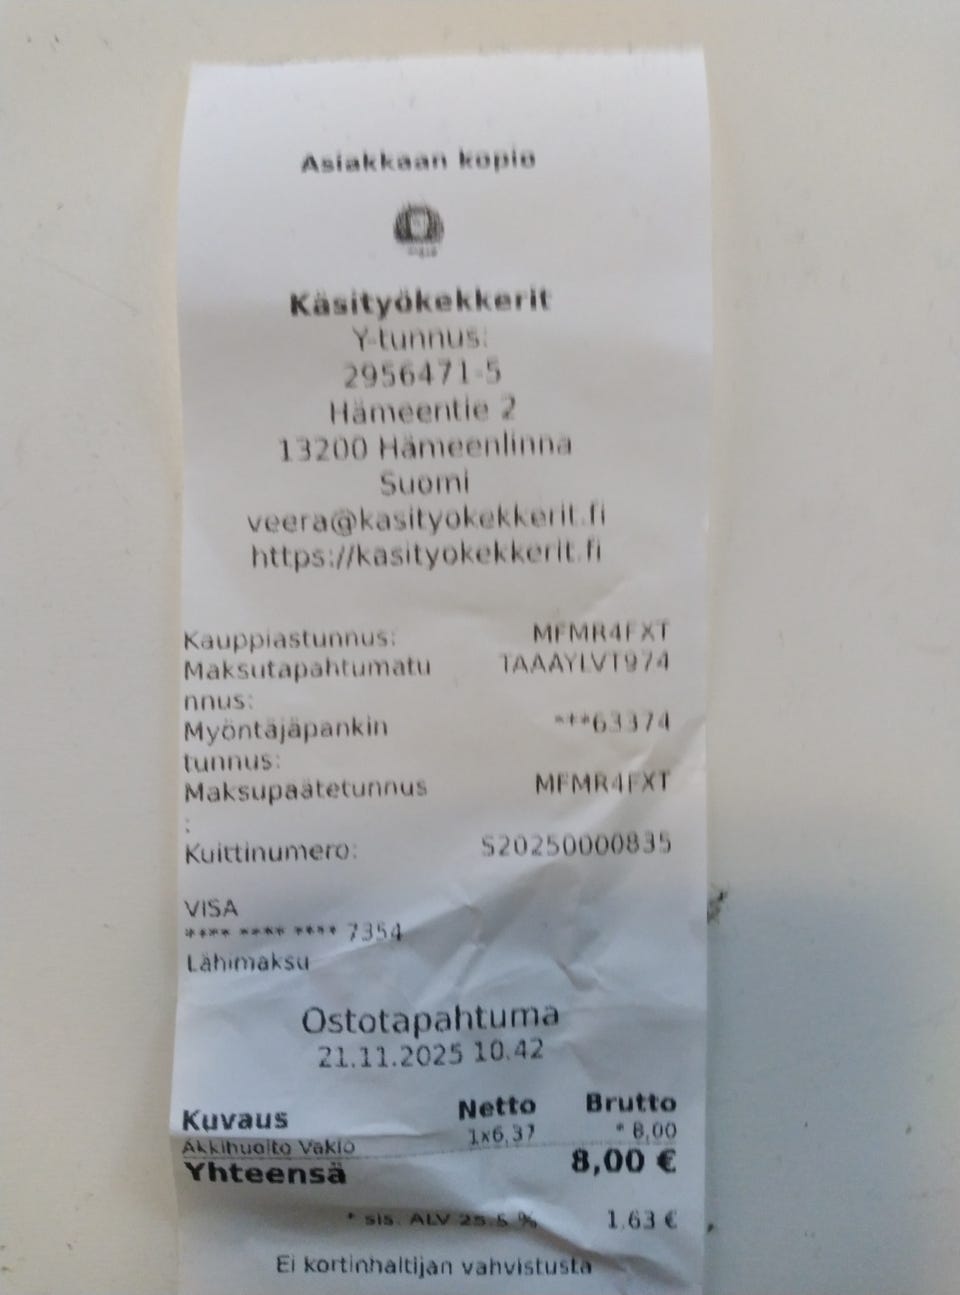 Asiakkaan kopio
Käsityökekkerit
Y-tunnus:
2956471-5
Hämeentie 2
13200 Hämeenlinna
Suomi
veera@kasityokekkerit.fi
https://kasityokekkerit.fi
Kauppiastunnus: MFMR4FXT
Maksutapahtumatu TAAAYLVT974
nnus:
Myöntäjäpankin ***63374
tunnus:
Maksupäätetunnus MFMR4FXT
:
Kuittinumero: S20250000835
VISA
**** **** **** 7354
Lähimaksu
Ostotapahtuma
21.11.2025 10.42
Kuvaus Netto Brutto
Äkkihuolto Vakio 1x6,37 * 8,00
Yhteensä 8,00 €
* sis. ALV 25.5 % 1,63 €
Ei kortinhaltijan vahvistusta